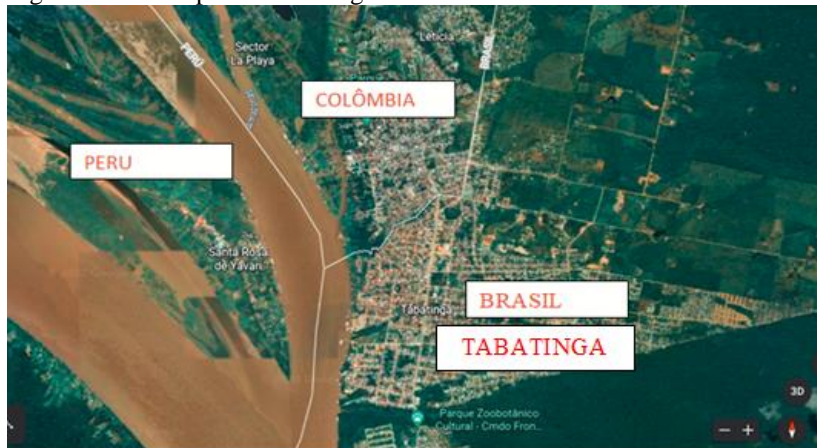 PERÚ
Sector
La Playa
Leticia
BRASIL
COLÔMBIA
PERU
Santa Rosa
de Yavari
BRASIL
Tabatinga
TABATINGA
Parque Zoobotânico
Cultural - Cmdo Fron...
3D